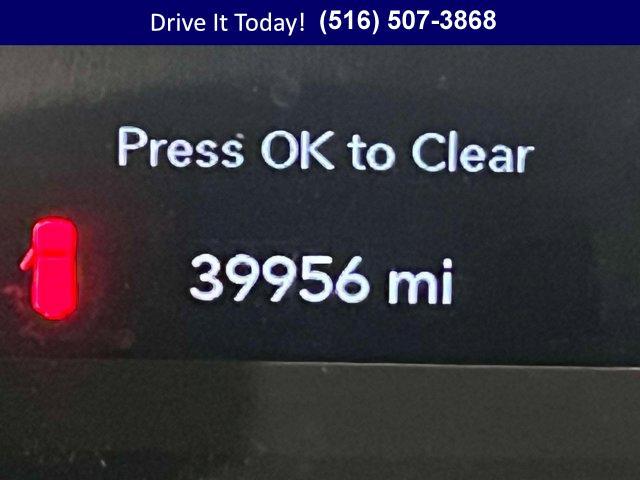 Drive It Today! (516) 507-3868
Press OK to Clear
39956 mi